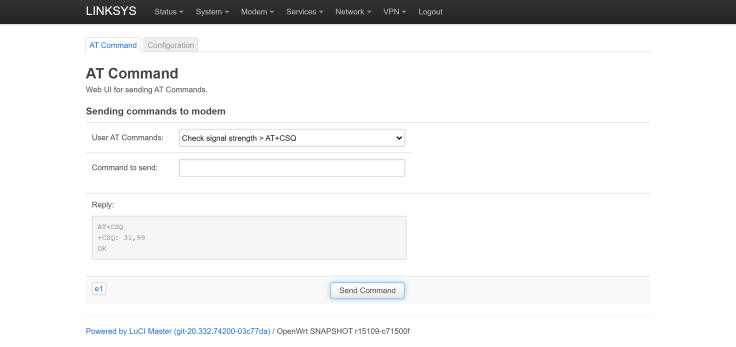 LINKSYS Status System Modem Services Network VPN Logout
AT Command Configuration
AT Command
Web UI for sending AT Commands.
Sending commands to modem
User AT Commands: Check signal strength > AT+CSQ
Command to send:
Reply:
AT+CSQ
+CSQ: 31,99
OK
e1 Send Command
Powered by LuCI Master (git-20.332.74200-03c77da) / OpenWrt SNAPSHOT r15109-c71500f